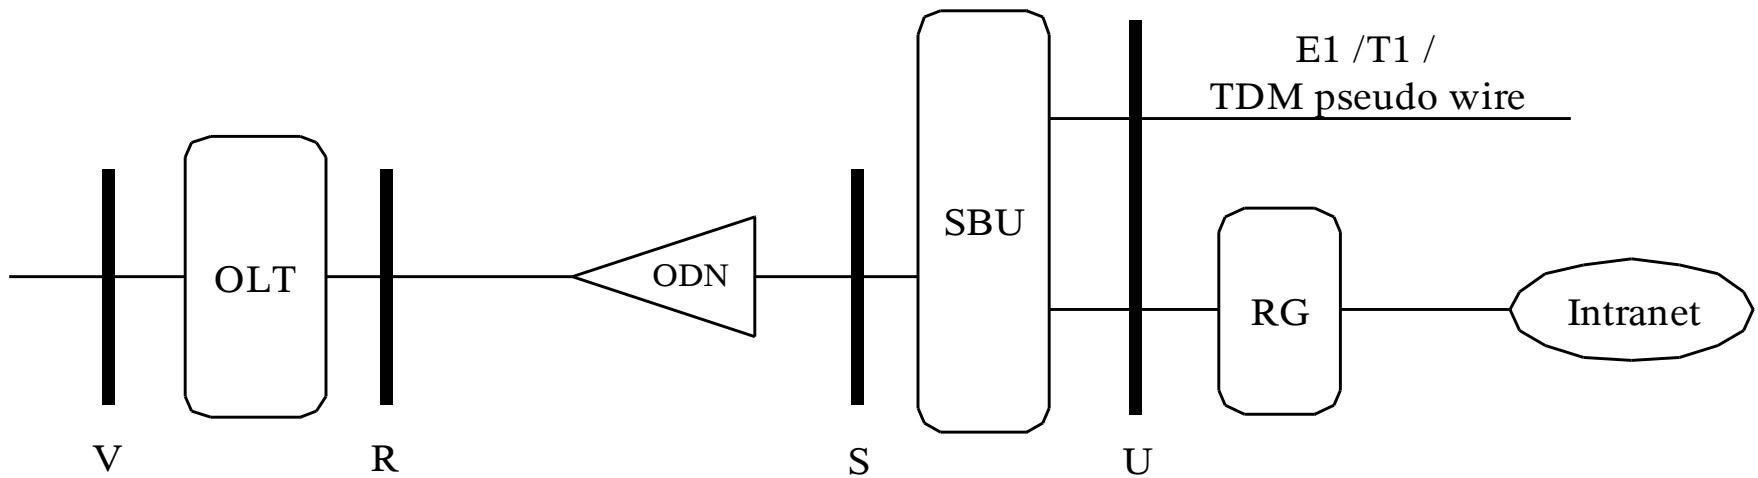 E1 /T1 /
TDM pseudo wire
SBU
OLT
ODN
RG
Intranet
V
R
S
U